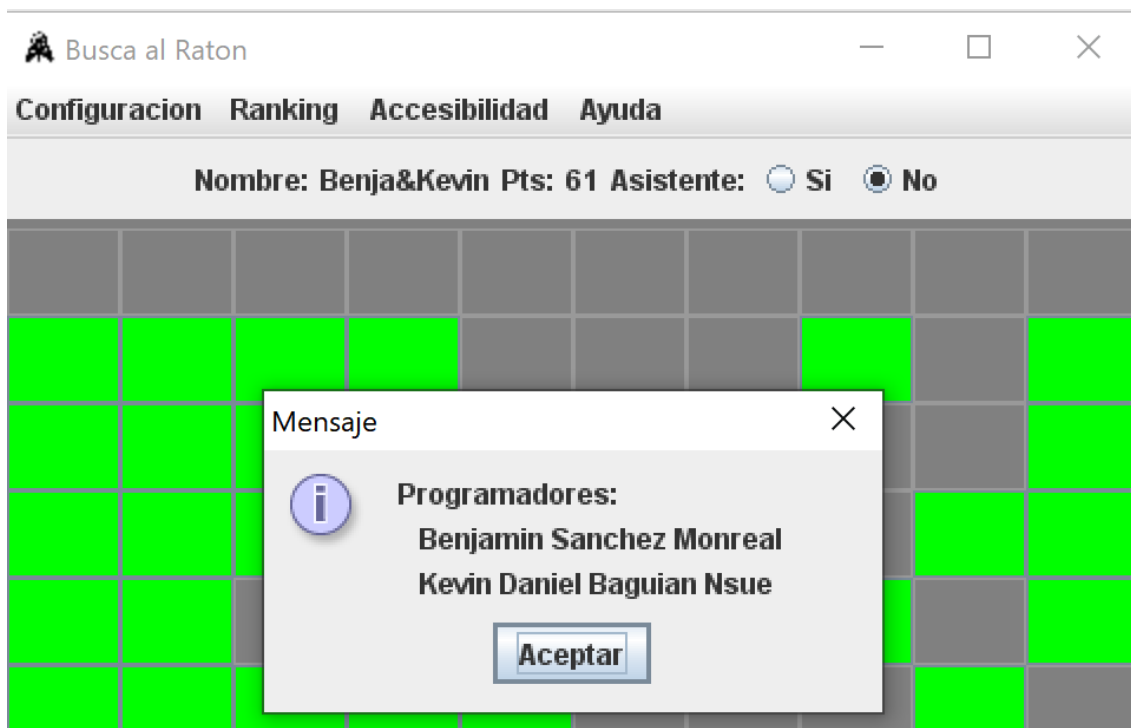 Busca al Raton
Configuracion Ranking Accesibilidad Ayuda
Nombre: Benja&Kevin Pts: 61 Asistente: Si No
Mensaje
Programadores:
Benjamin Sanchez Monreal
Kevin Daniel Baguian Nsue
Aceptar